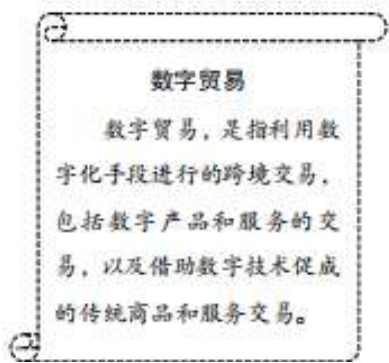 数字贸易
数字贸易，是指利用数
字化手段进行的跨境交易，
包括数字产品和服务的交
易，以及借助数字技术促成
的传统商品和服务交易。